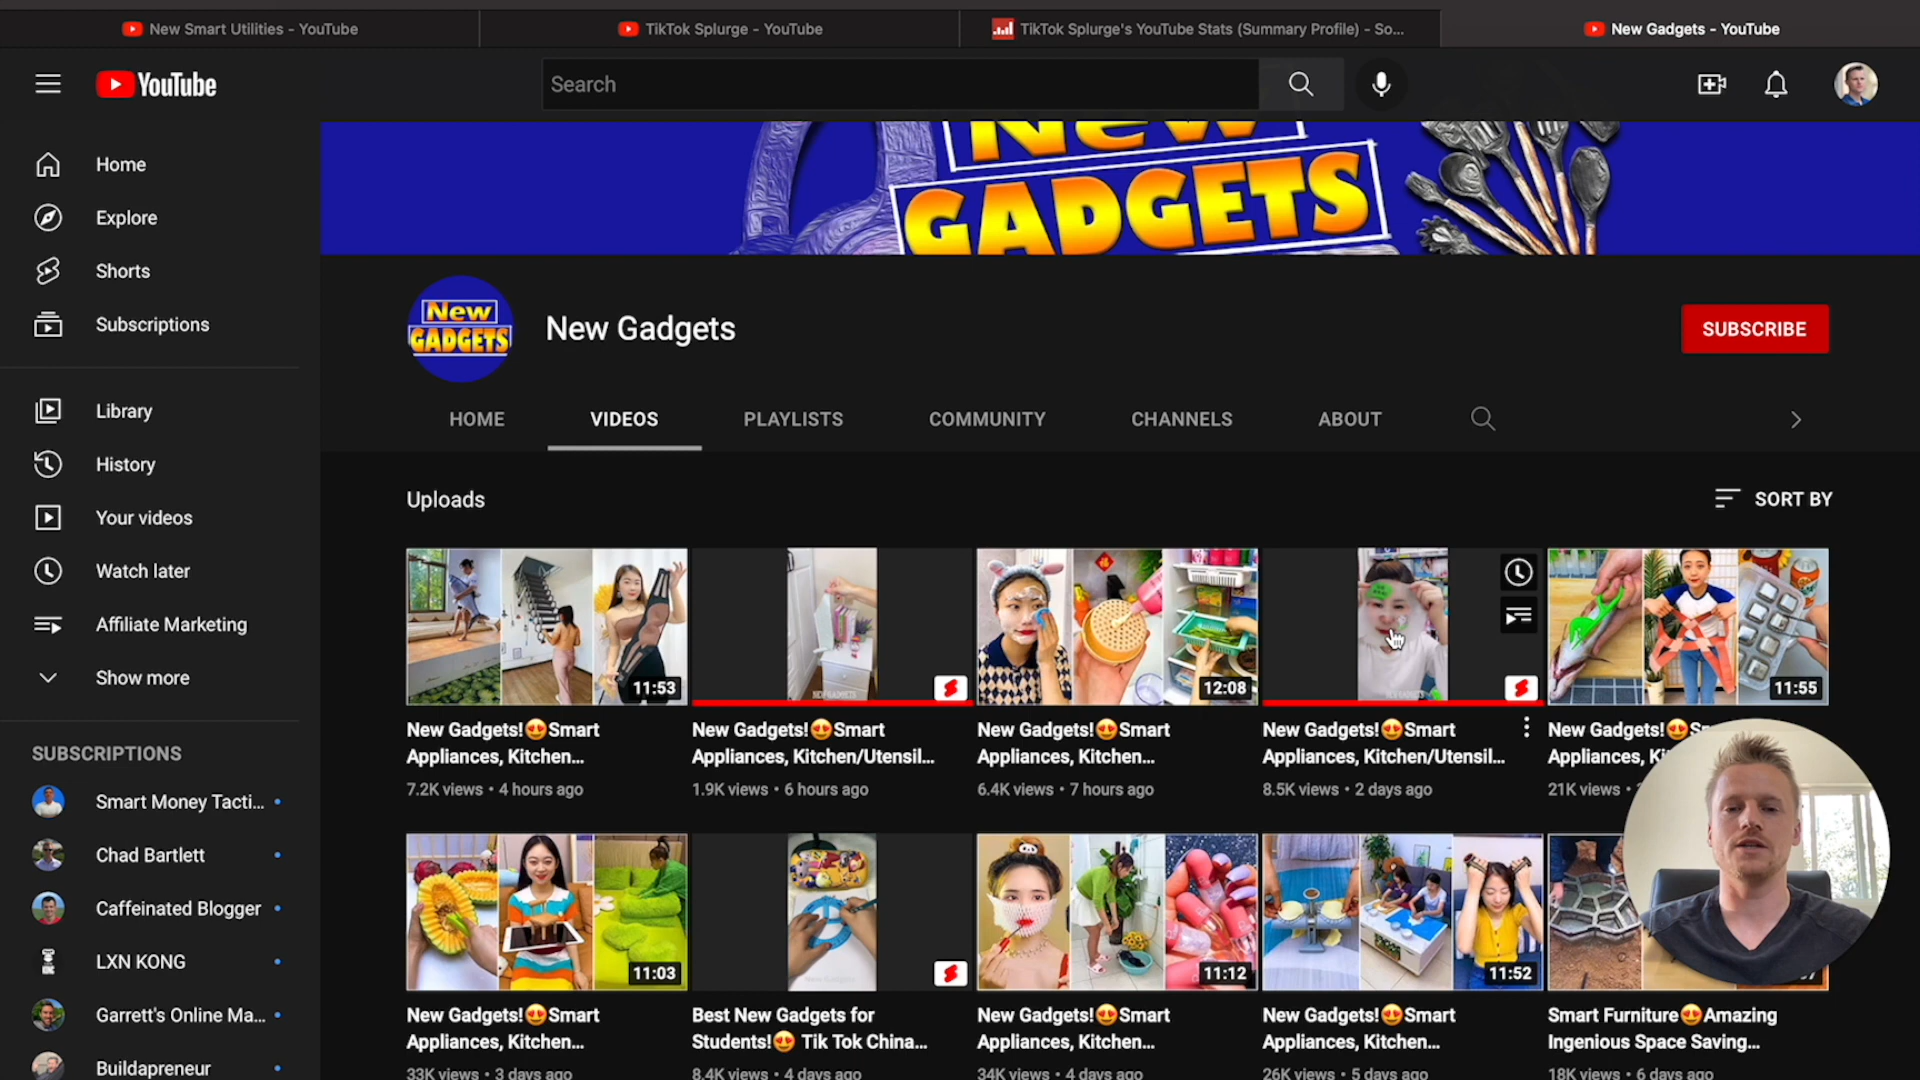 New Smart Utilities - YouTube
TikTok Splurge - YouTube
TikTok Splurge's YouTube Stats (Summary Profile) - So...
New Gadgets - YouTube
YouTube
Search
New
GADGETS
Home
Explore
Shorts
Subscriptions
Library
History
Your videos
Watch later
Affiliate Marketing
Show more
SUBSCRIPTIONS
Smart Money Tacti...
Chad Bartlett
Caffeinated Blogger
LXN KONG
Garrett's Online Ma...
Buildapreneur
New
GADGETS
New Gadgets
SUBSCRIBE
HOME
VIDEOS
PLAYLISTS
COMMUNITY
CHANNELS
ABOUT
Uploads
SORT BY
11:53
New Gadgets!😍Smart
Appliances, Kitchen...
7.2K views • 4 hours ago
NEW GADGETS
New Gadgets!😍Smart
Appliances, Kitchen/Utensil...
1.9K views • 6 hours ago
12:08
New Gadgets!😍Smart
Appliances, Kitchen...
6.4K views • 7 hours ago
NEW GADGETS
New Gadgets!😍Smart
Appliances, Kitchen/Utensil...
8.5K views • 2 days ago
11:55
New Gadgets!😍
Appliances,
21K views •
11:03
New Gadgets!😍Smart
Appliances, Kitchen...
33K views • 3 days ago
Best New Gadgets for
Students!😍 Tik Tok China...
8.4K views • 4 days ago
11:12
New Gadgets!😍Smart
Appliances, Kitchen...
34K views • 4 days ago
11:52
New Gadgets!😍Smart
Appliances, Kitchen...
26K views • 5 days ago
Smart Furniture😍Amazing
Ingenious Space Saving...
18K views • 6 days ago